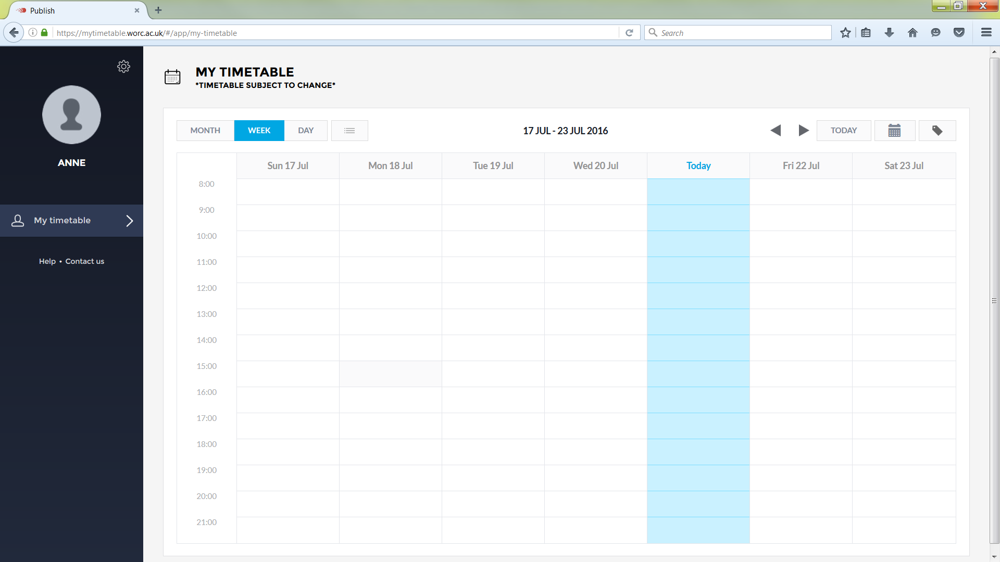 Publish
https://mytimetable.worc.ac.uk/#/app/my-timetable
Search
MY TIMETABLE
*TIMETABLE SUBJECT TO CHANGE*
ANNE
My timetable
Help • Contact us
MONTH WEEK DAY
17 JUL - 23 JUL 2016
TODAY
Sun 17 Jul Mon 18 Jul Tue 19 Jul Wed 20 Jul Today Fri 22 Jul Sat 23 Jul
8:00
9:00
10:00
11:00
12:00
13:00
14:00
15:00
16:00
17:00
18:00
19:00
20:00
21:00